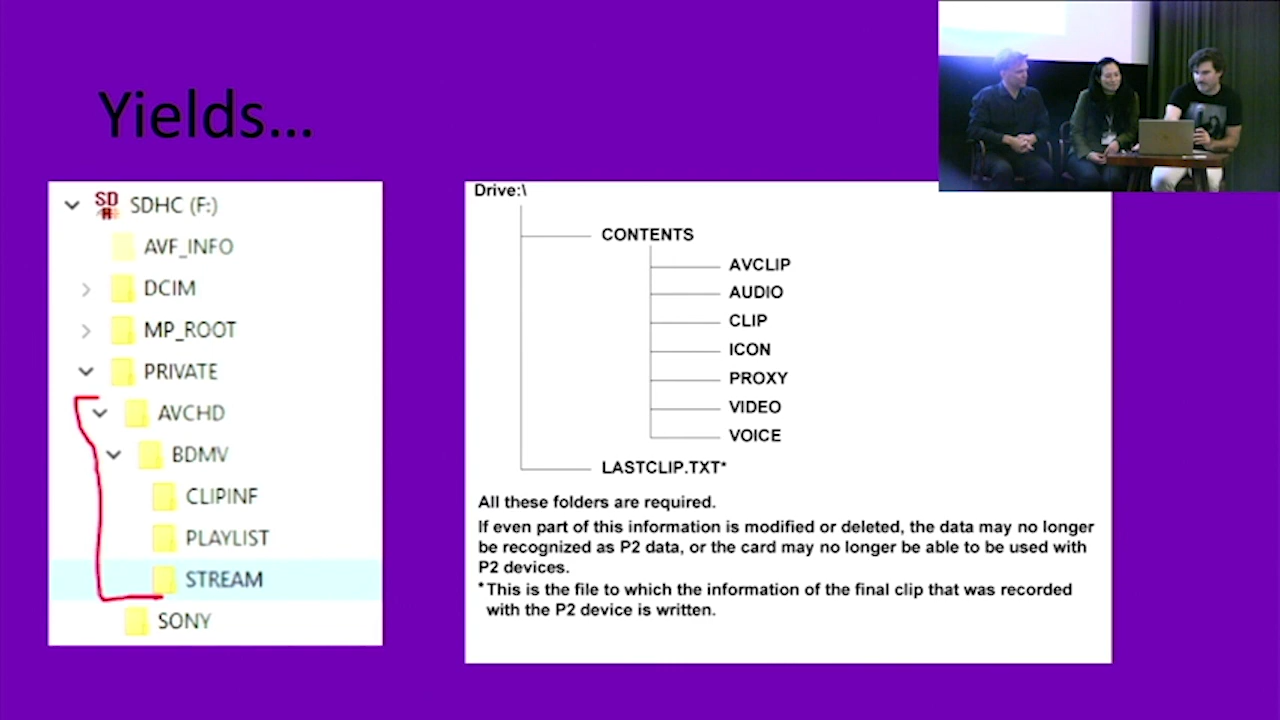 Yields...
SD SDHC (F:)
AVF_INFO
DCIM
MP_ROOT
PRIVATE
AVCHD
BDMV
CLIPINF
PLAYLIST
STREAM
SONY
Drive:\
CONTENTS
AVCLIP
AUDIO
CLIP
ICON
PROXY
VIDEO
VOICE
LASTCLIP.TXT*
All these folders are required.
If even part of this information is modified or deleted, the data may no longer
be recognized as P2 data, or the card may no longer be able to be used with
P2 devices.
*This is the file to which the information of the final clip that was recorded
with the P2 device is written.